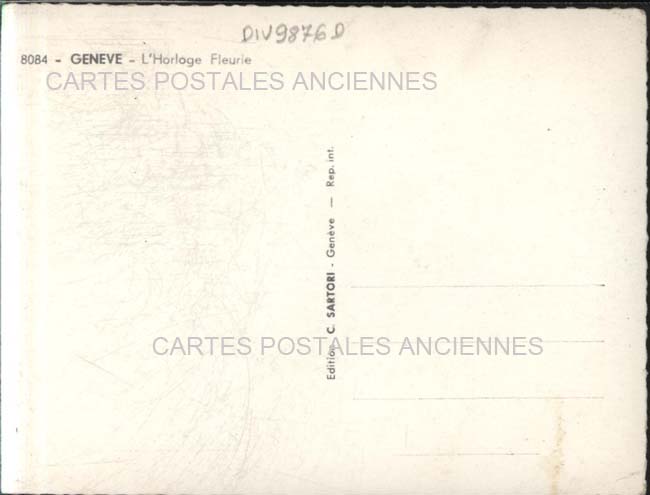 DIV9876D
8084 - GENEVE - L'Horloge Fleurie
CARTES POSTALES ANCIENNES
Edition C. SARTORI - Genève — Rep. int.
CARTES POSTALES ANCIENNES